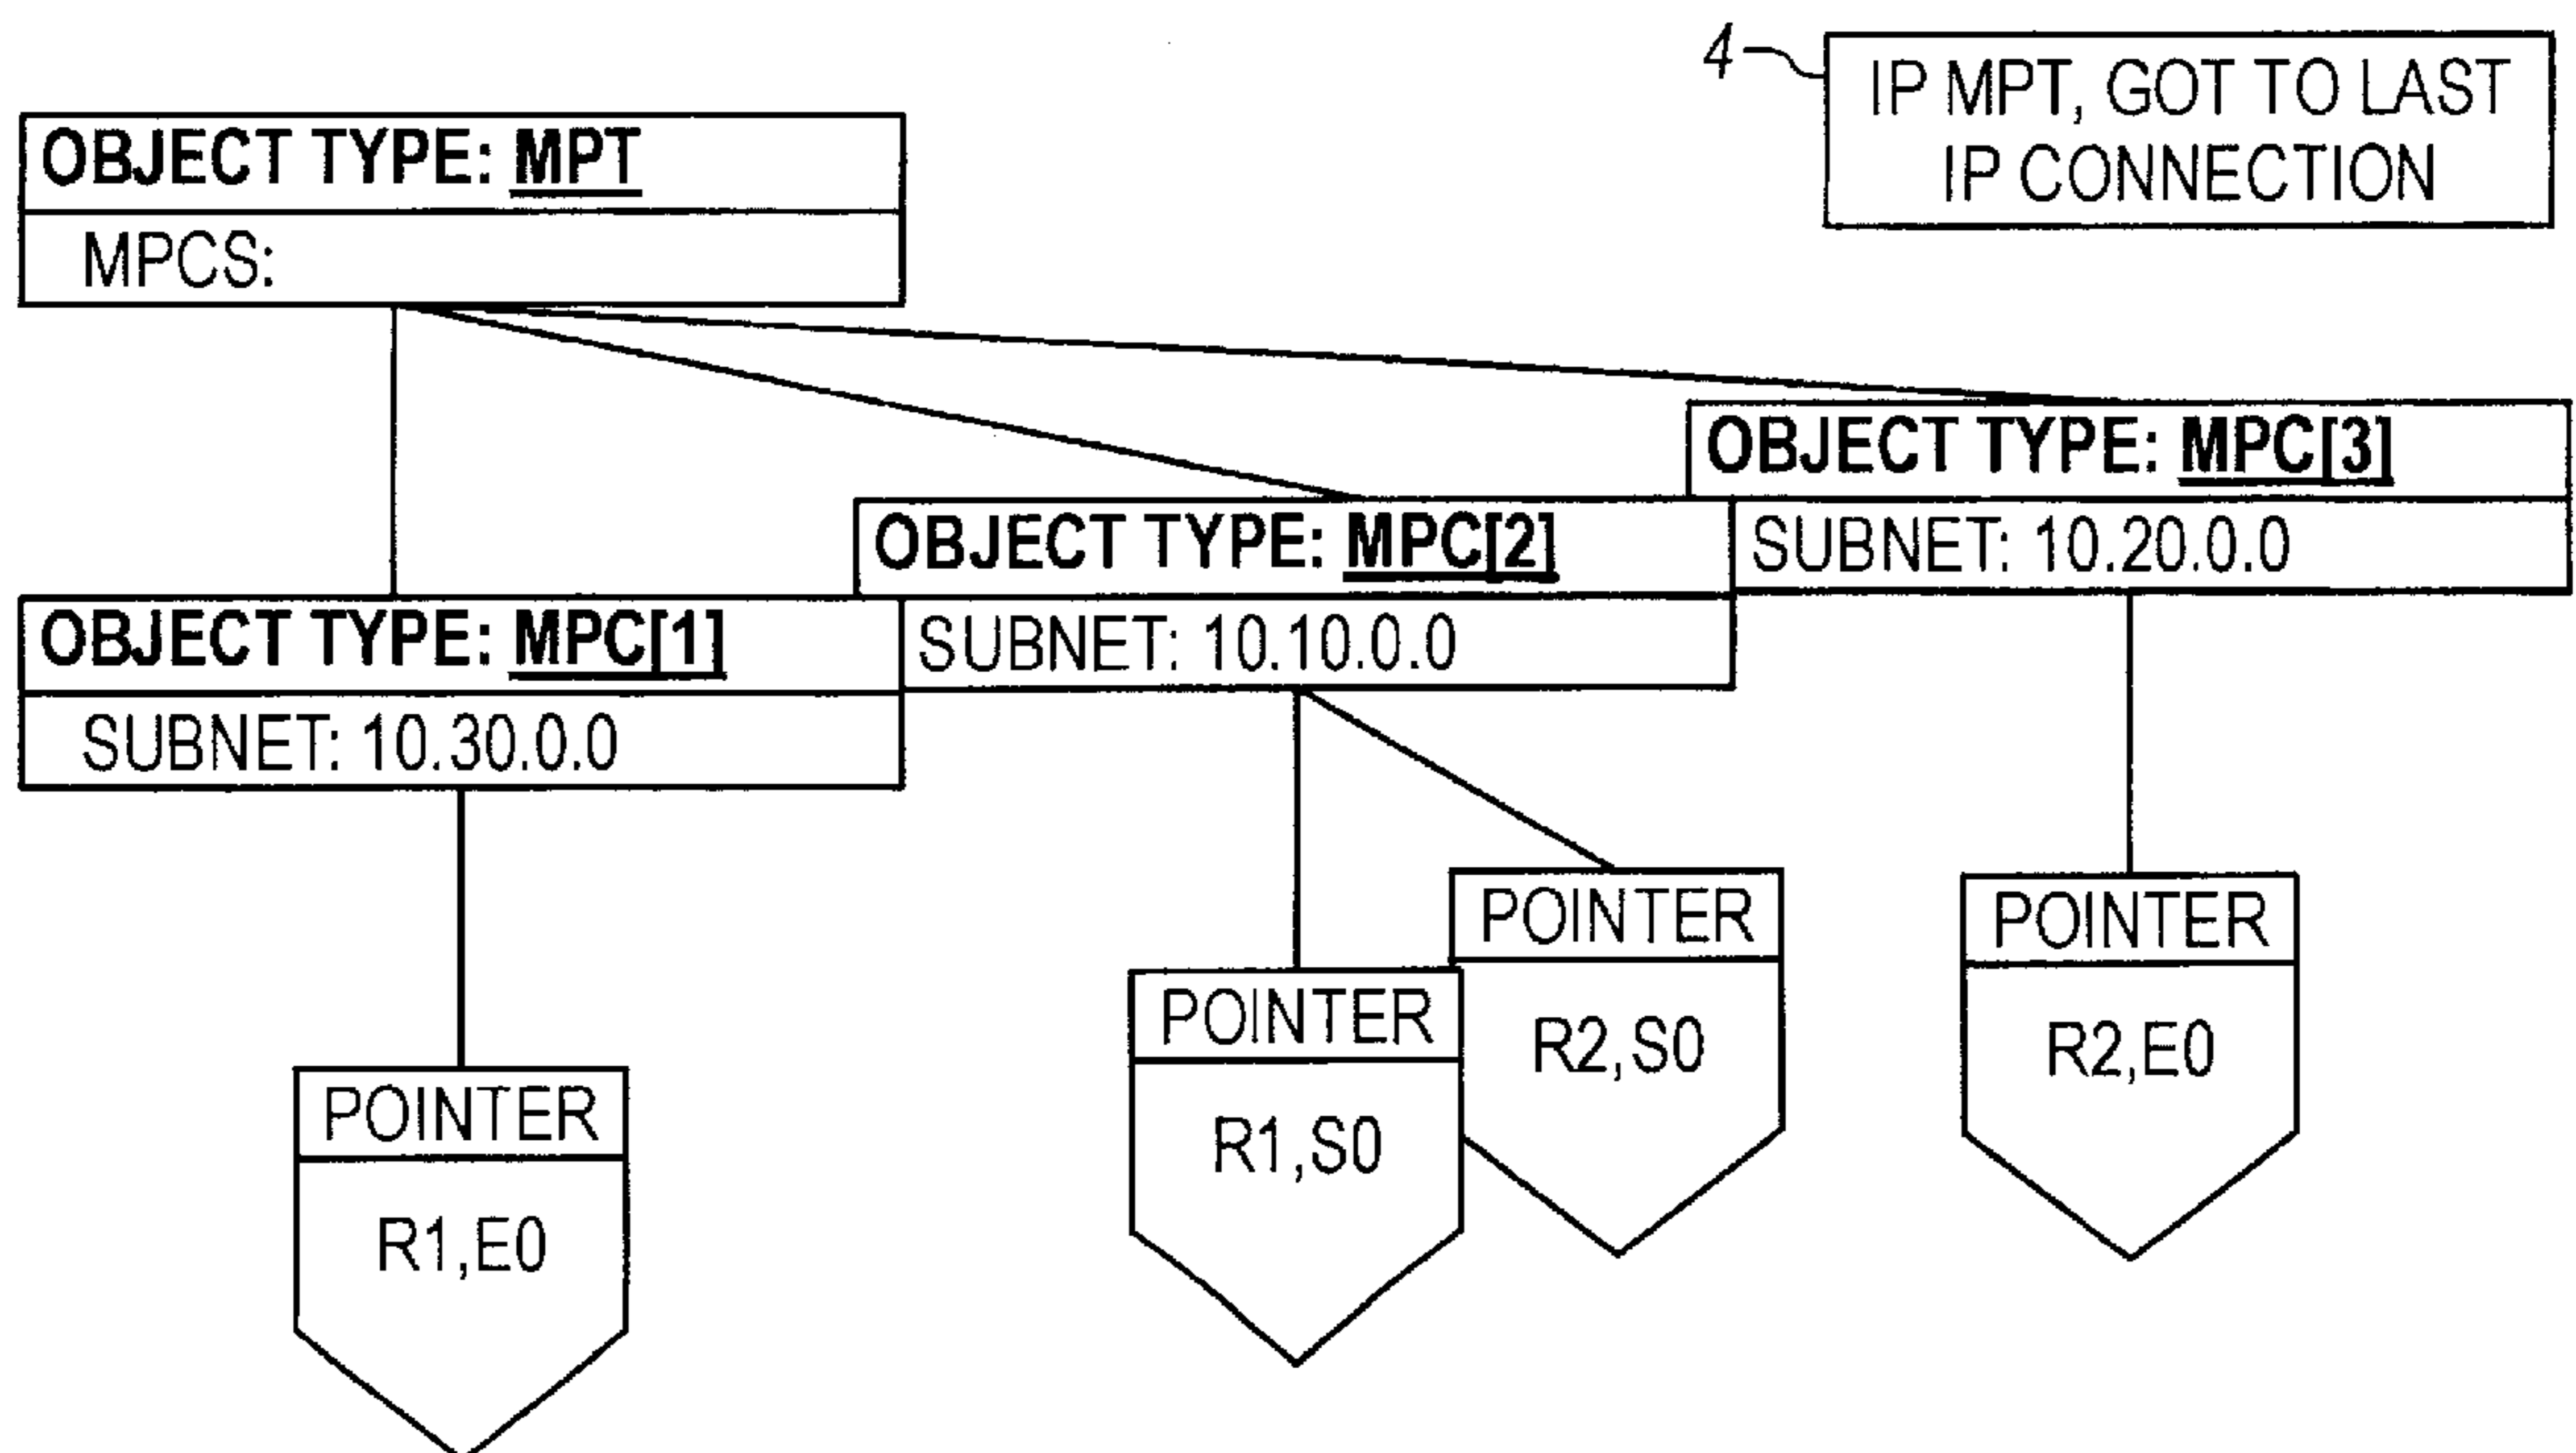 4
IP MPT, GOT TO LAST
IP CONNECTION
OBJECT TYPE: MPT
MPCS:
OBJECT TYPE: MPC[3]
SUBNET: 10.20.0.0
OBJECT TYPE: MPC[2]
SUBNET: 10.10.0.0
OBJECT TYPE: MPC[1]
SUBNET: 10.30.0.0
POINTER
R1,E0
POINTER
R1,S0
POINTER
R2,S0
POINTER
R2,E0